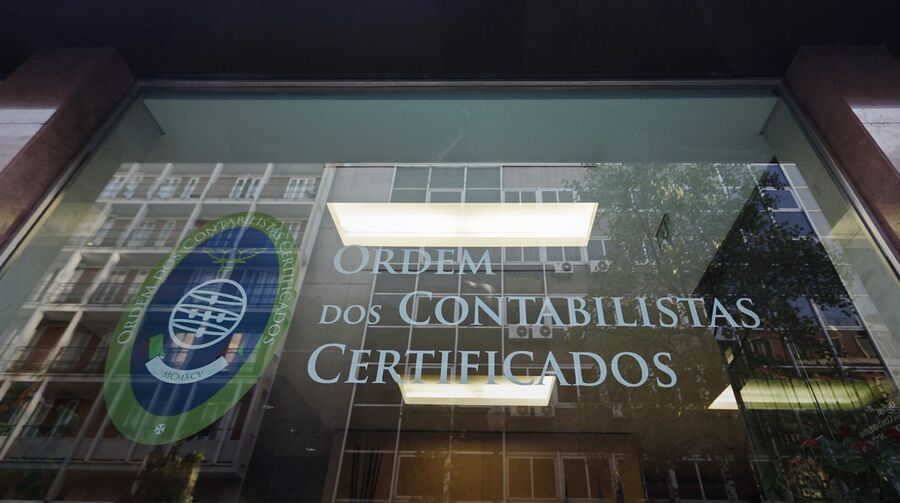 ORDEM DOS CONTABILISTAS CERTIFICADOS
MCMXCV
ORDEM
DOS CONTABILISTAS
CERTIFICADOS